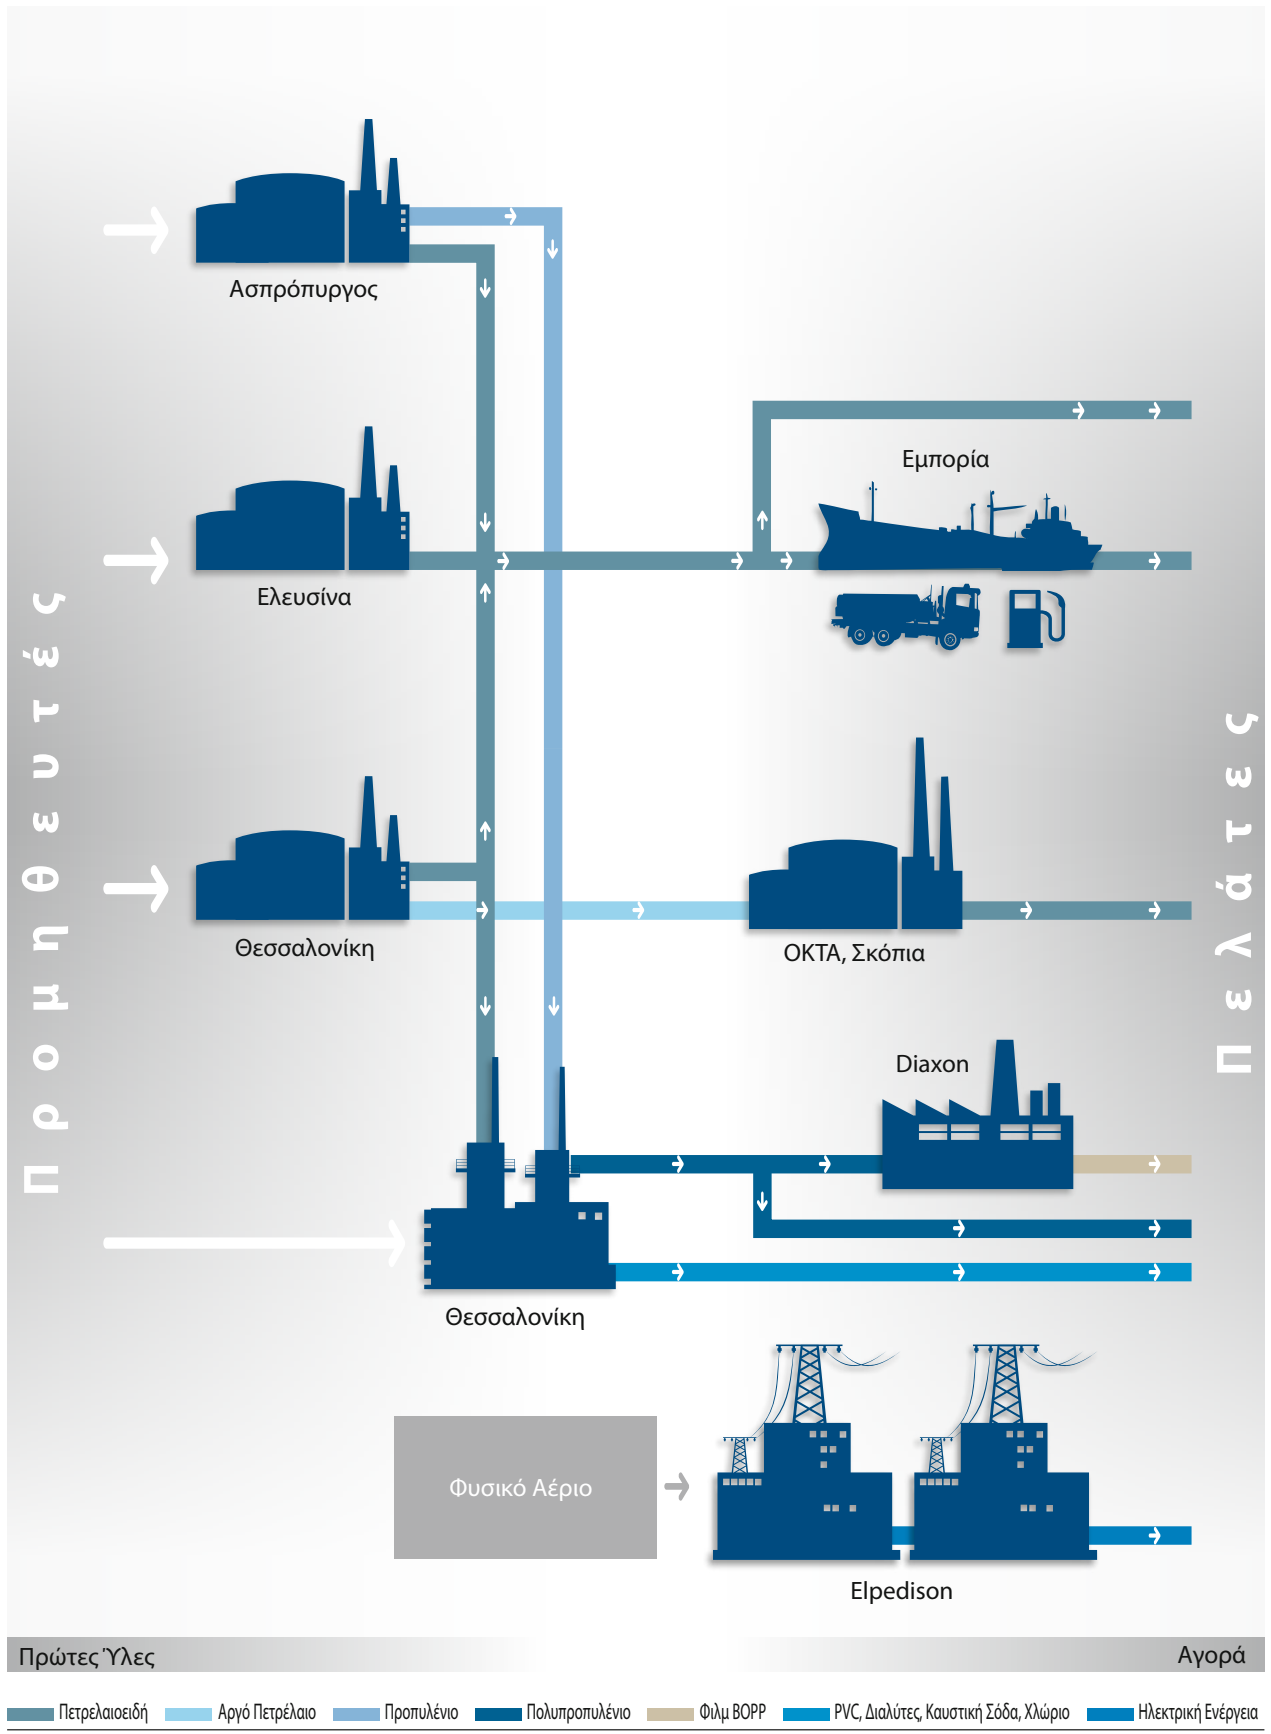 Ασπρόπυργος
Εμπορία
Ελευσίνα
Προμηθευτές
Πελάτες
Θεσσαλονίκη
ΟΚΤΑ, Σκόπια
Diaxon
Θεσσαλονίκη
Φυσικό Αέριο
Elpedison
Πρώτες Ύλες
Αγορά
Πετρελαιοειδή Αργό Πετρέλαιο Προπυλένιο Πολυπροπυλένιο Φιλμ BOPP PVC, Διαλύτες, Καυστική Σόδα, Χλώριο Ηλεκτρική Ενέργεια